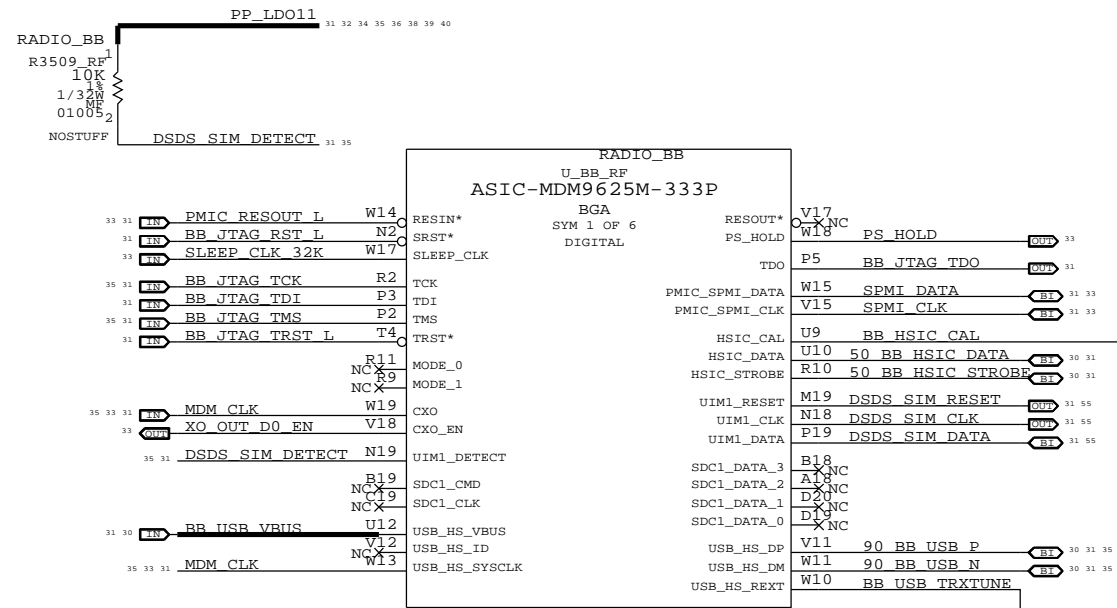 PP_LDO11 31 32 34 35 36 38 39 40
RADIO_BB
1
R3509_RF
10K
1%
1/32W
MF
01005
2
NOSTUFF
DSDS_SIM_DETECT 31 35
RADIO_BB
U_BB_RF
ASIC-MDM9625M-333P
BGA
SYM 1 OF 6
DIGITAL
33 31 IN PMIC_RESOUT_L W14 RESIN*
31 IN BB_JTAG_RST_L N2 SRST*
33 IN SLEEP_CLK_32K W17 SLEEP_CLK
35 31 IN BB_JTAG_TCK R2 TCK
31 IN BB_JTAG_TDI P3 TDI
35 31 IN BB_JTAG_TMS P2 TMS
31 IN BB_JTAG_TRST_L T4 TRST*
NC R11 MODE_0
NC R9 MODE_1
35 33 31 IN MDM_CLK W19 CXO
33 OUT XO_OUT_D0_EN V18 CXO_EN
35 31 DSDS_SIM_DETECT N19 UIM1_DETECT
NC B19 SDC1_CMD
NC C19 SDC1_CLK
31 30 IN BB_USB_VBUS U12 USB_HS_VBUS
NC V12 USB_HS_ID
35 33 31 MDM_CLK W13 USB_HS_SYSCLK
RESOUT* V17 NC
PS_HOLD W18 PS_HOLD OUT 33
TDO P5 BB_JTAG_TDO OUT 31
PMIC_SPMI_DATA W15 SPMI_DATA BI 31 33
PMIC_SPMI_CLK V15 SPMI_CLK BI 31 33
HSIC_CAL U9 BB_HSIC_CAL
HSIC_DATA U10 50_BB_HSIC_DATA BI 30 31
HSIC_STROBE R10 50_BB_HSIC_STROBE BI 30 31
UIM1_RESET M19 DSDS_SIM_RESET OUT 31 55
UIM1_CLK N18 DSDS_SIM_CLK OUT 31 55
UIM1_DATA P19 DSDS_SIM_DATA BI 31 55
SDC1_DATA_3 B18 NC
SDC1_DATA_2 A18 NC
SDC1_DATA_1 D20 NC
SDC1_DATA_0 D19 NC
USB_HS_DP V11 90_BB_USB_P BI 30 31 35
USB_HS_DM W11 90_BB_USB_N BI 30 31 35
USB_HS_REXT W10 BB_USB_TRXTUNE